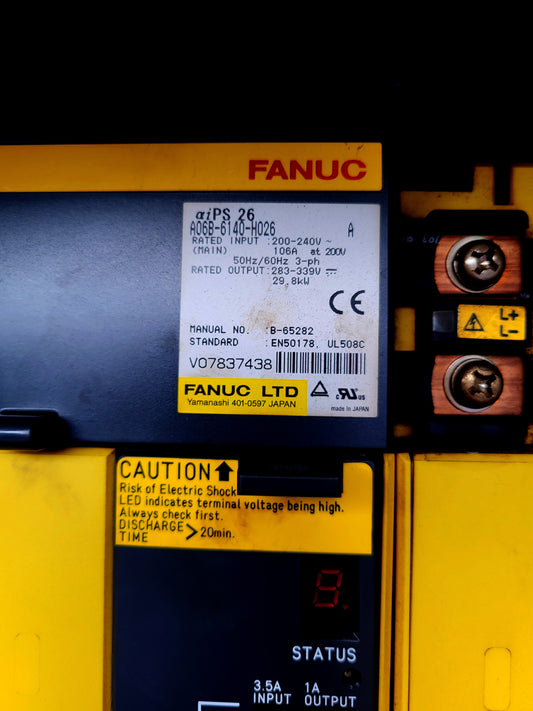 FANUC
αiPS 26
A06B-6140-H026 A
RATED INPUT :200-240V ~
(MAIN) 106A at 200V
50Hz/60Hz 3-ph
RATED OUTPUT:283-339V ⎓
29.8kW
CE
MANUAL NO. :B-65282
STANDARD :EN50178, UL508C
V07837438
FANUC LTD
Yamanashi 401-0597 JAPAN
c UL us
made in JAPAN
L+
L-
CAUTION ↑
Risk of Electric Shock
LED indicates terminal voltage being high.
Always check first.
DISCHARGE
TIME > 20min.
9.
STATUS
3.5A 1A
INPUT OUTPUT